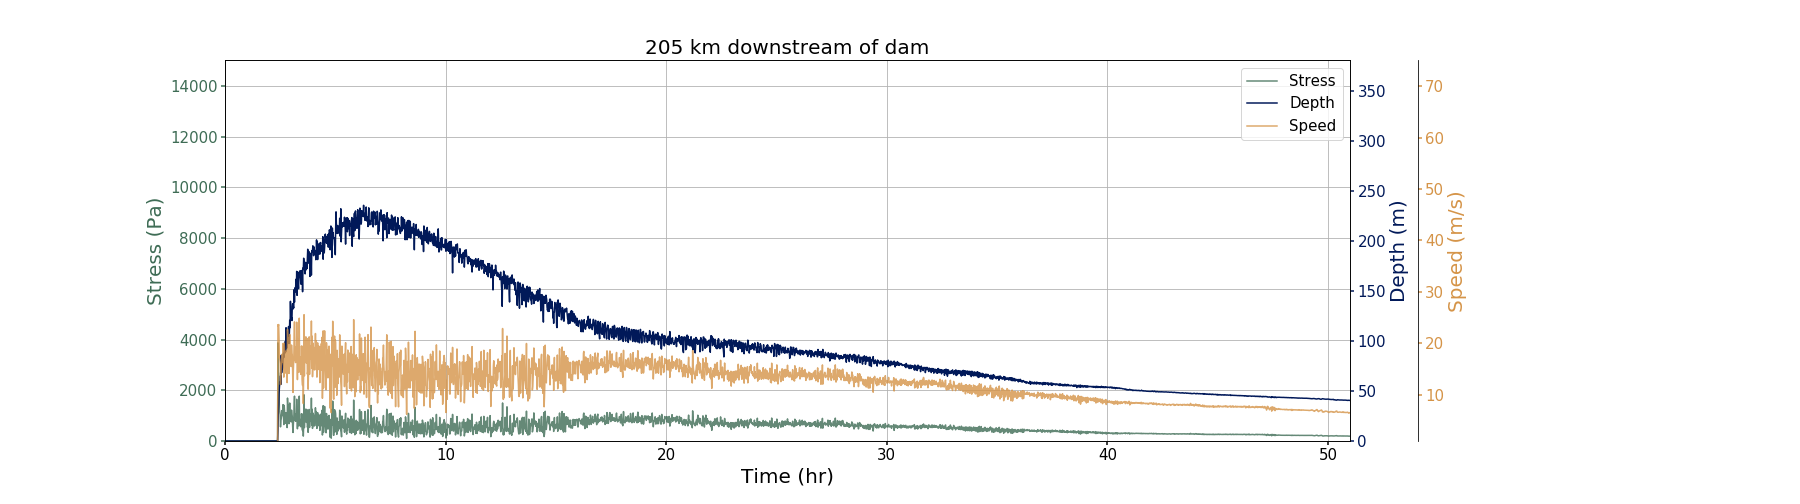 205 km downstream of dam
Stress (Pa)
14000
12000
10000
8000
6000
4000
2000
0
Stress
Depth
Speed
350
300
250
200
150
100
50
0
Depth (m)
70
60
50
40
30
20
10
Speed (m/s)
0 10 20 30 40 50
Time (hr)